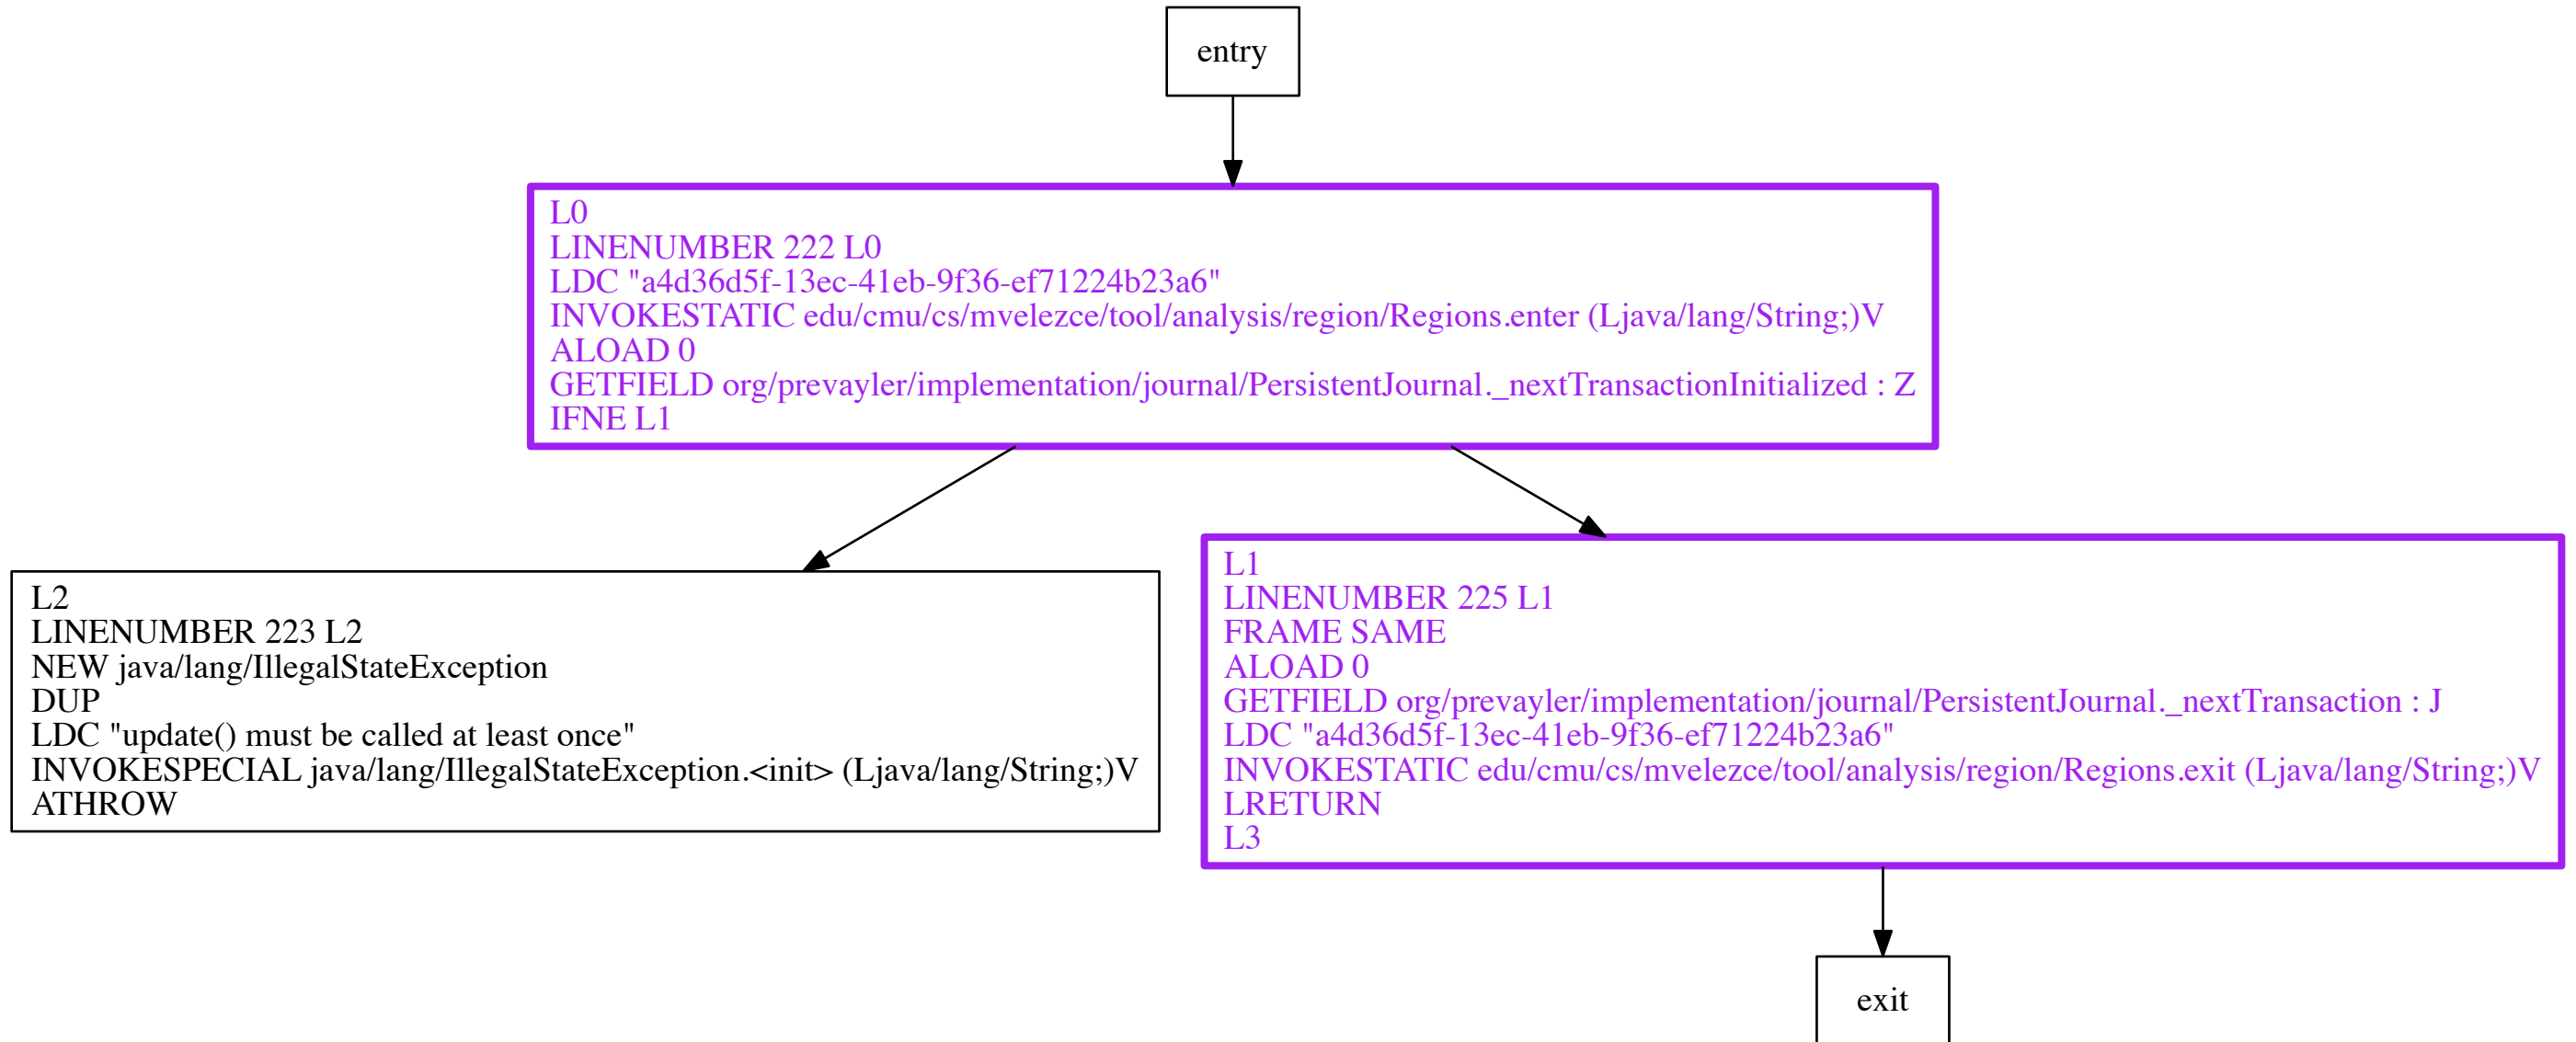 entry
L0
LINENUMBER 222 L0
LDC "a4d36d5f-13ec-41eb-9f36-ef71224b23a6"
INVOKESTATIC edu/cmu/cs/mvelezce/tool/analysis/region/Regions.enter (Ljava/lang/String;)V
ALOAD 0
GETFIELD org/prevayler/implementation/journal/PersistentJournal._nextTransactionInitialized : Z
IFNE L1
L2
LINENUMBER 223 L2
NEW java/lang/IllegalStateException
DUP
LDC "update() must be called at least once"
INVOKESPECIAL java/lang/IllegalStateException.<init> (Ljava/lang/String;)V
ATHROW
L1
LINENUMBER 225 L1
FRAME SAME
ALOAD 0
GETFIELD org/prevayler/implementation/journal/PersistentJournal._nextTransaction : J
LDC "a4d36d5f-13ec-41eb-9f36-ef71224b23a6"
INVOKESTATIC edu/cmu/cs/mvelezce/tool/analysis/region/Regions.exit (Ljava/lang/String;)V
LRETURN
L3
exit